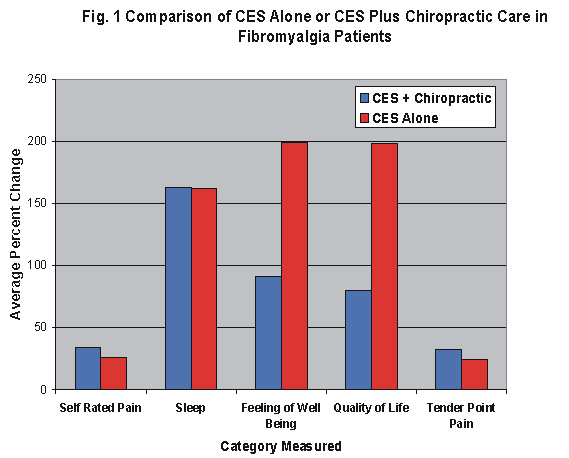 Fig. 1 Comparison of CES Alone or CES Plus Chiropractic Care in
Fibromyalgia Patients
250
200
150
100
50
0
Average Percent Change
CES + Chiropractic
CES Alone
Self Rated Pain
Sleep
Feeling of Well
Being
Quality of Life
Tender Point
Pain
Category Measured